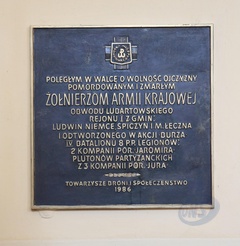 POLEGŁYM W WALCE O WOLNOŚĆ OJCZYZNY
POMORDOWANYM I ZMARŁYM
ŻOŁNIERZOM ARMII KRAJOWEJ
OBWODU LUBARTOWSKIEGO
REJONU I Z GMIN:
LUDWIN NIEMCE SPICZYN I M. ŁĘCZNA
I ODTWORZONEGO W AKCJI BURZA
IV BATALIONU 8 P.P. LEGIONÓW:
2 KOMPANII POR. JAROMIRA
PLUTONÓW PARTYZANCKICH
Z 3 KOMPANII POR. JURA
TOWARZYSZE BRONI I SPOŁECZEŃSTWO
1986